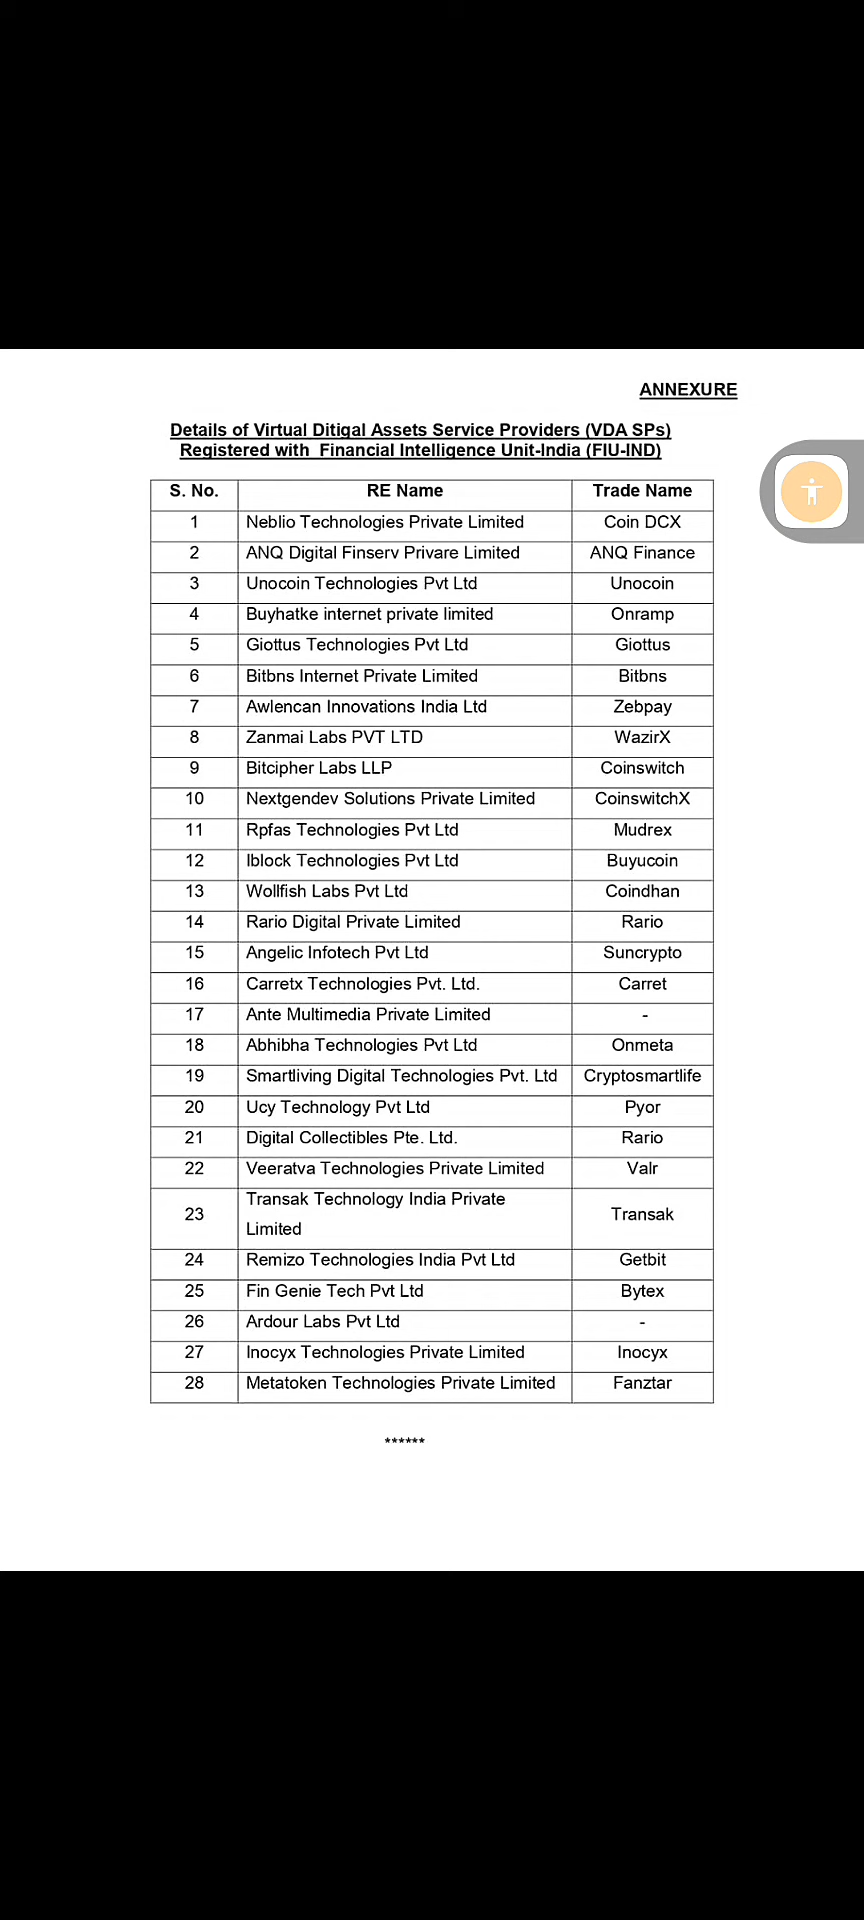 ANNEXURE
Details of Virtual Ditigal Assets Service Providers (VDA SPs)
Registered with Financial Intelligence Unit-India (FIU-IND)
S. No. RE Name Trade Name
1 Neblio Technologies Private Limited Coin DCX
2 ANQ Digital Finserv Privare Limited ANQ Finance
3 Unocoin Technologies Pvt Ltd Unocoin
4 Buyhatke internet private limited Onramp
5 Giottus Technologies Pvt Ltd Giottus
6 Bitbns Internet Private Limited Bitbns
7 Awlencan Innovations India Ltd Zebpay
8 Zanmai Labs PVT LTD WazirX
9 Bitcipher Labs LLP Coinswitch
10 Nextgendev Solutions Private Limited CoinswitchX
11 Rpfas Technologies Pvt Ltd Mudrex
12 Iblock Technologies Pvt Ltd Buyucoin
13 Wollfish Labs Pvt Ltd Coindhan
14 Rario Digital Private Limited Rario
15 Angelic Infotech Pvt Ltd Suncrypto
16 Carretx Technologies Pvt. Ltd. Carret
17 Ante Multimedia Private Limited -
18 Abhibha Technologies Pvt Ltd Onmeta
19 Smartliving Digital Technologies Pvt. Ltd Cryptosmartlife
20 Ucy Technology Pvt Ltd Pyor
21 Digital Collectibles Pte. Ltd. Rario
22 Veeratva Technologies Private Limited Valr
23 Transak Technology India Private
Limited Transak
24 Remizo Technologies India Pvt Ltd Getbit
25 Fin Genie Tech Pvt Ltd Bytex
26 Ardour Labs Pvt Ltd -
27 Inocyx Technologies Private Limited Inocyx
28 Metatoken Technologies Private Limited Fanztar
******